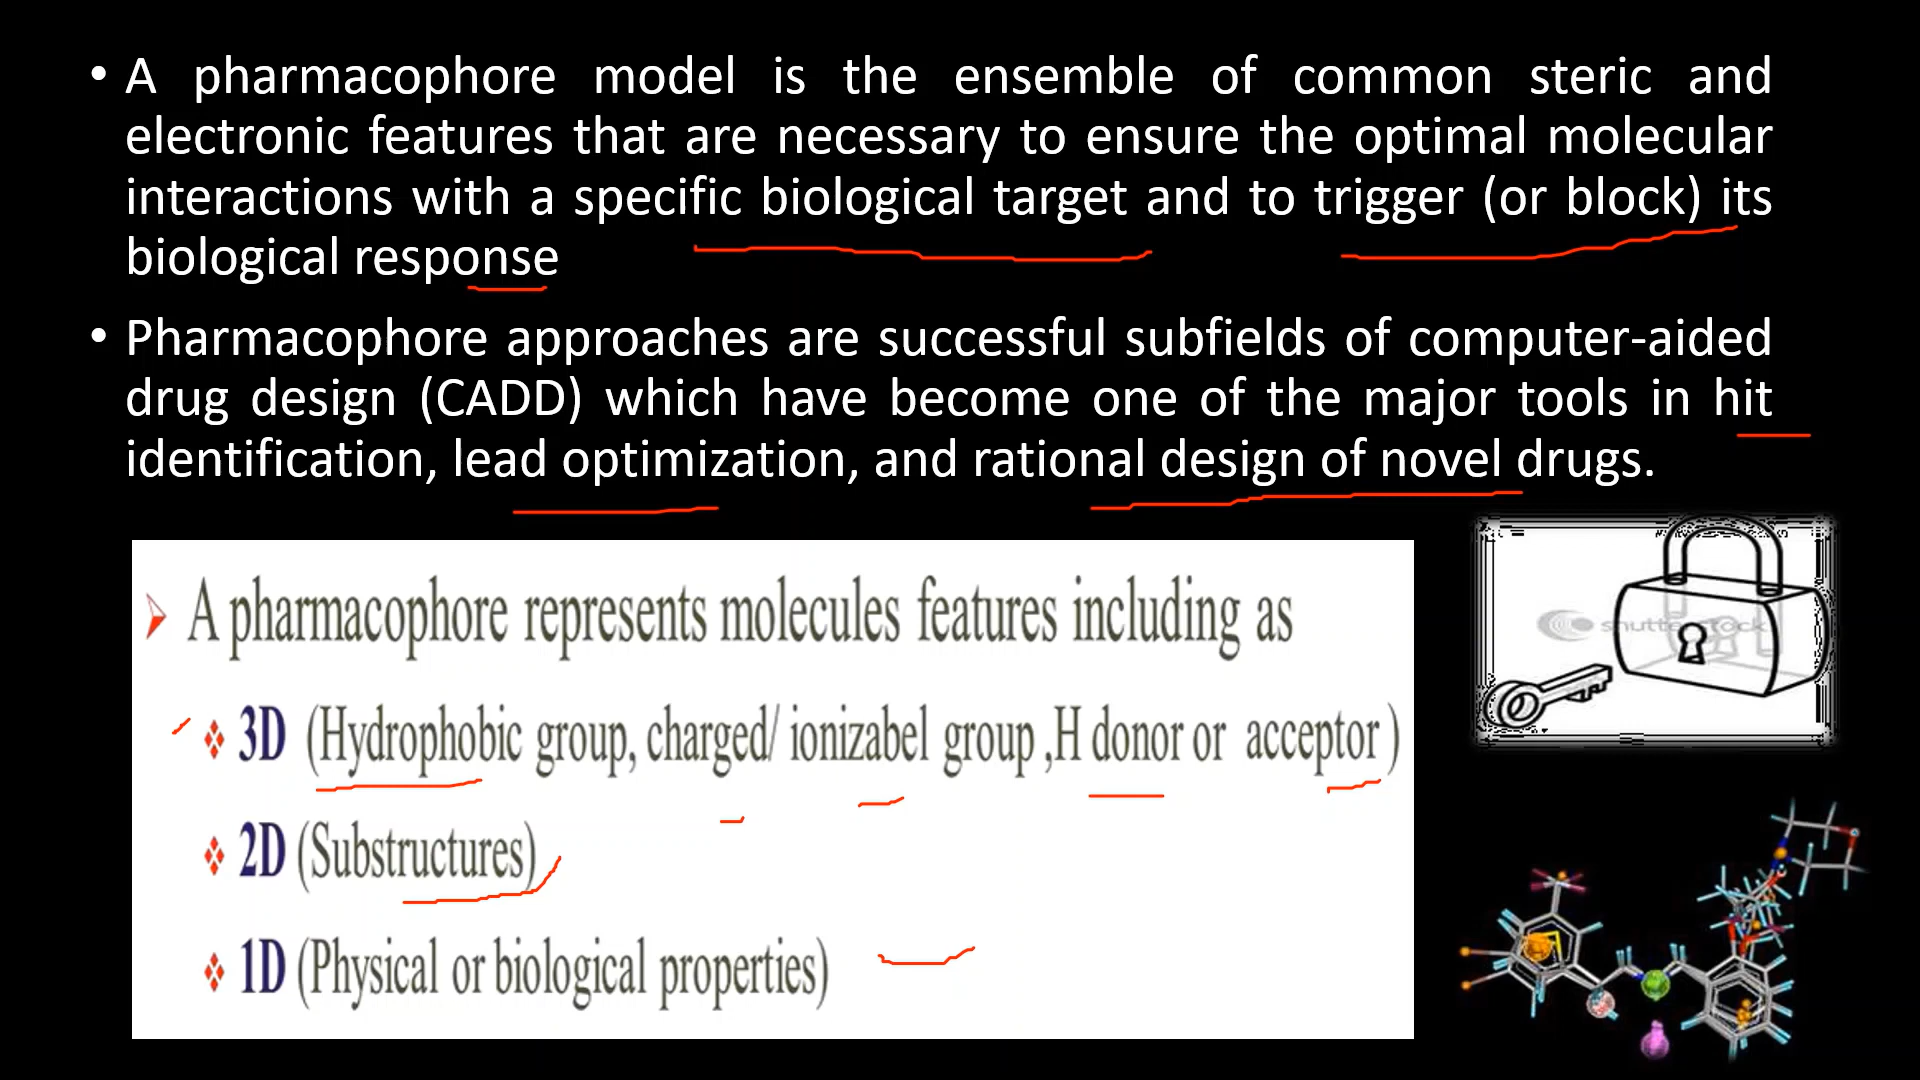 • A pharmacophore model is the ensemble of common steric and
electronic features that are necessary to ensure the optimal molecular
interactions with a specific biological target and to trigger (or block) its
biological response
• Pharmacophore approaches are successful subfields of computer-aided
drug design (CADD) which have become one of the major tools in hit
identification, lead optimization, and rational design of novel drugs.
A pharmacophore represents molecules features including as
3D (Hydrophobic group, charged/ ionizabel group ,H donor or acceptor )
2D (Substructures)
1D (Physical or biological properties)
shutterstock